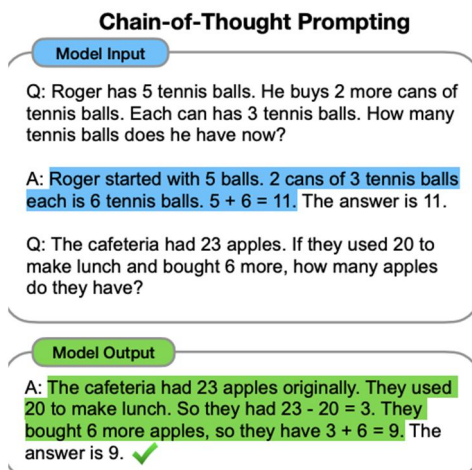 Chain-of-Thought Prompting
Model Input
Q: Roger has 5 tennis balls. He buys 2 more cans of
tennis balls. Each can has 3 tennis balls. How many
tennis balls does he have now?
A: Roger started with 5 balls. 2 cans of 3 tennis balls
each is 6 tennis balls. 5 + 6 = 11. The answer is 11.
Q: The cafeteria had 23 apples. If they used 20 to
make lunch and bought 6 more, how many apples
do they have?
Model Output
A: The cafeteria had 23 apples originally. They used
20 to make lunch. So they had 23 - 20 = 3. They
bought 6 more apples, so they have 3 + 6 = 9. The
answer is 9.